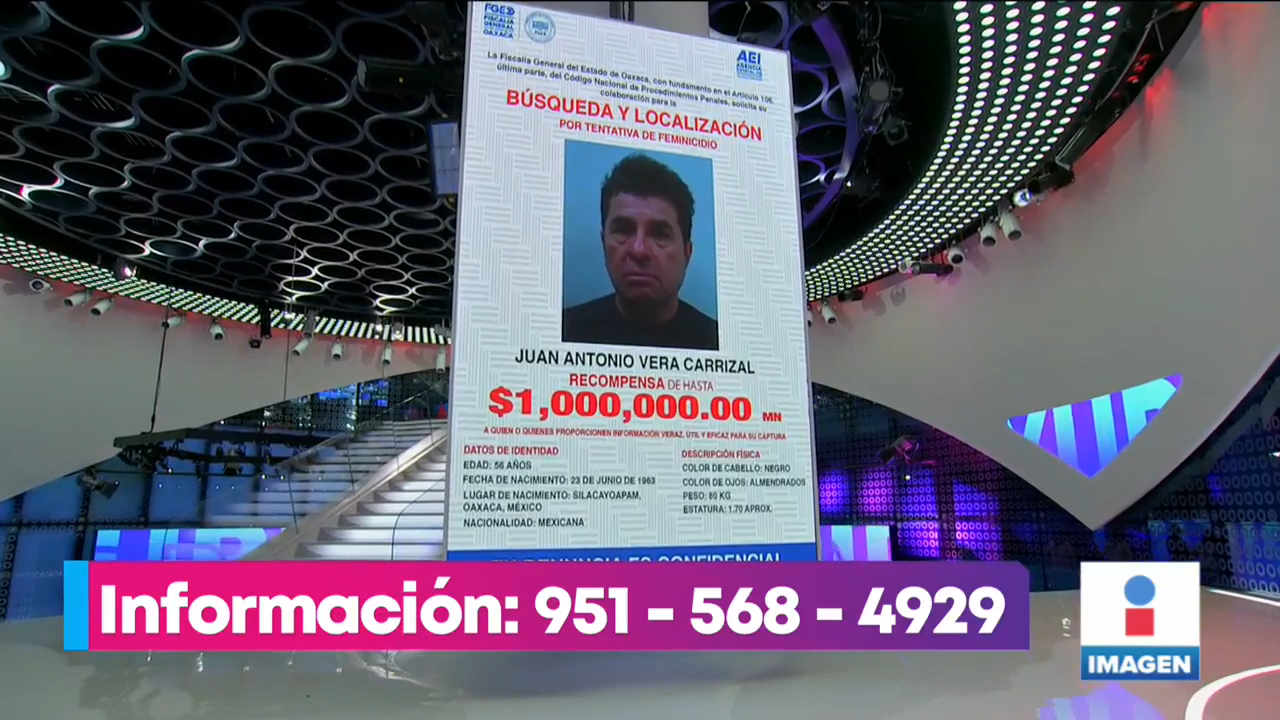 FGEO
FISCALÍA
GENERAL
OAXACA
AEI
AGENCIA
La Fiscalía General del Estado de Oaxaca, con fundamento en el Artículo 106,
última parte, del Código Nacional de Procedimientos Penales, solicita su
colaboración para la
BÚSQUEDA Y LOCALIZACIÓN
POR TENTATIVA DE FEMINICIDIO
JUAN ANTONIO VERA CARRIZAL
RECOMPENSA DE HASTA
$1,000,000.00 MN
A QUIEN O QUIENES PROPORCIONEN INFORMACIÓN VERAZ, ÚTIL Y EFICAZ PARA SU CAPTURA
DATOS DE IDENTIDAD
EDAD: 56 AÑOS
FECHA DE NACIMIENTO: 23 DE JUNIO DE 1963
LUGAR DE NACIMIENTO: SILACAYOAPAM,
OAXACA, MÉXICO
NACIONALIDAD: MEXICANA
DESCRIPCIÓN FÍSICA
COLOR DE CABELLO: NEGRO
COLOR DE OJOS: ALMENDRADOS
PESO: 80 KG
ESTATURA: 1.70 APROX.
DENUNCIA ES CONFIDENCIAL
Información: 951 - 568 - 4929
IMAGEN